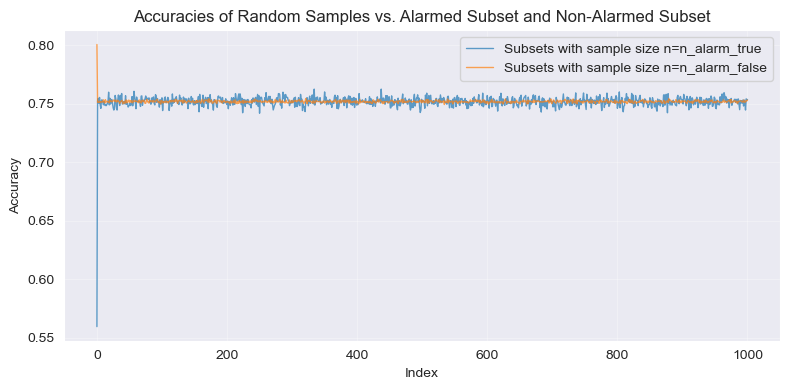 Accuracies of Random Samples vs. Alarmed Subset and Non-Alarmed Subset
Subsets with sample size n=n_alarm_true
Subsets with sample size n=n_alarm_false
Accuracy
0.80
0.75
0.70
0.65
0.60
0.55
0
200
400
600
800
1000
Index